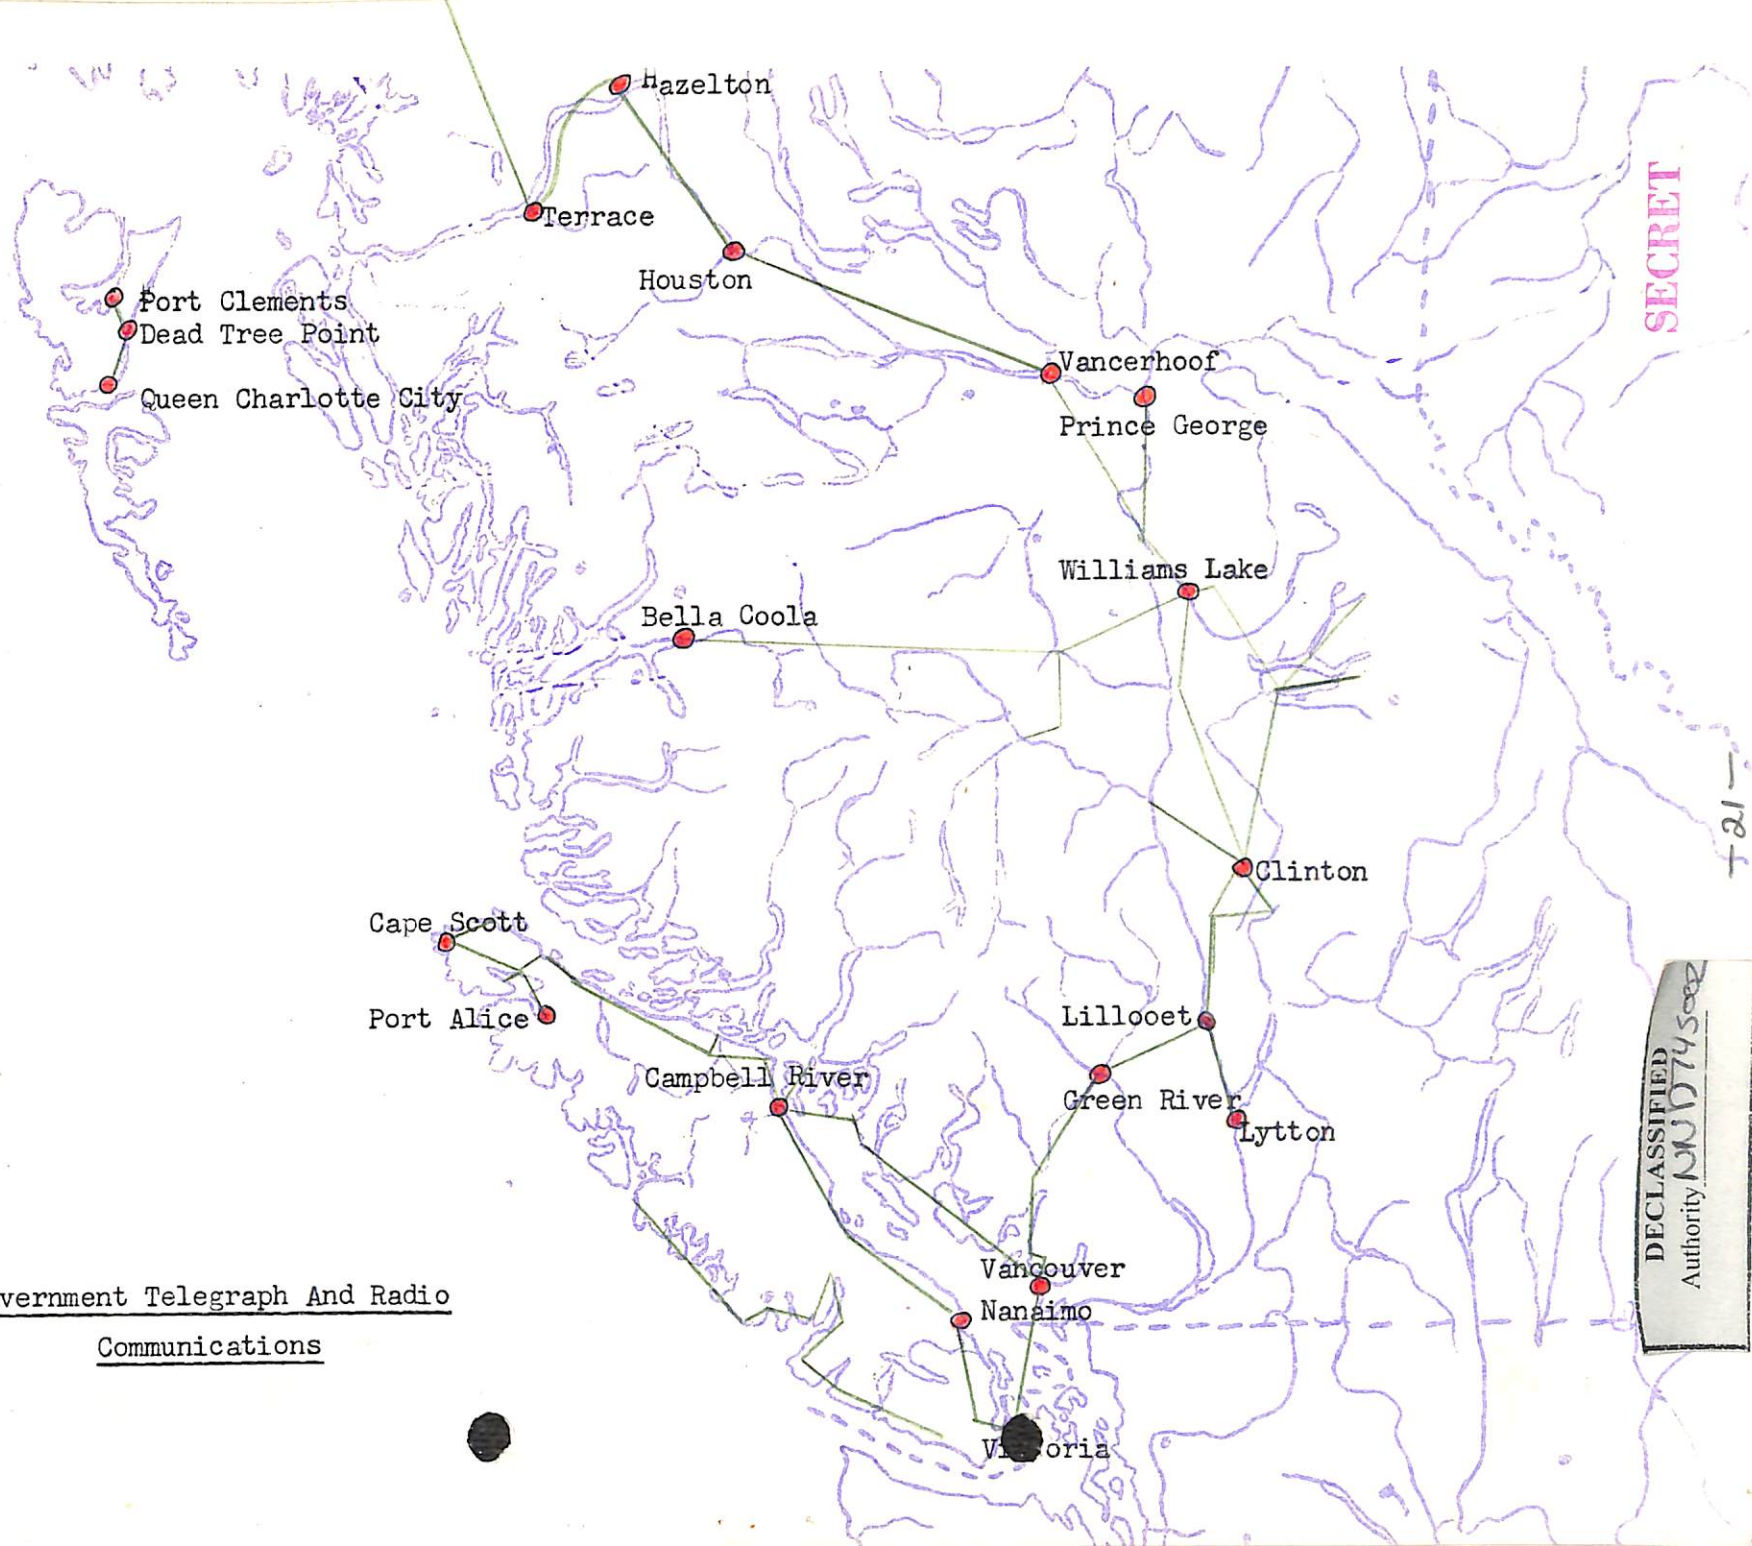 Hazelton
Terrace
Houston
Port Clements
Dead Tree Point
Queen Charlotte City
Vancerhoof
Prince George
Williams Lake
Bella Coola
Clinton
Cape Scott
Port Alice
Lillooet
Campbell River
Green River
Lytton
Vancouver
Nanaimo
vernment Telegraph And Radio
Communications
oria
SECRET
-21-
DECLASSIFIED
Authority